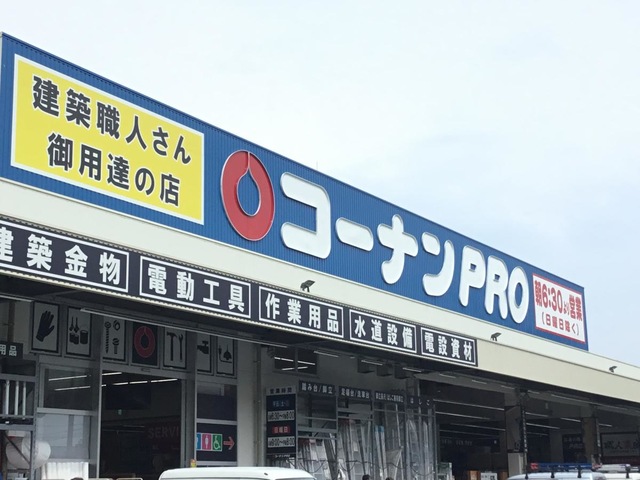 建築職人さん
御用達の店
コーナンPRO
朝6:30より営業
(日曜日除く)
建築金物
電動工具
作業用品
水道設備
電設資材